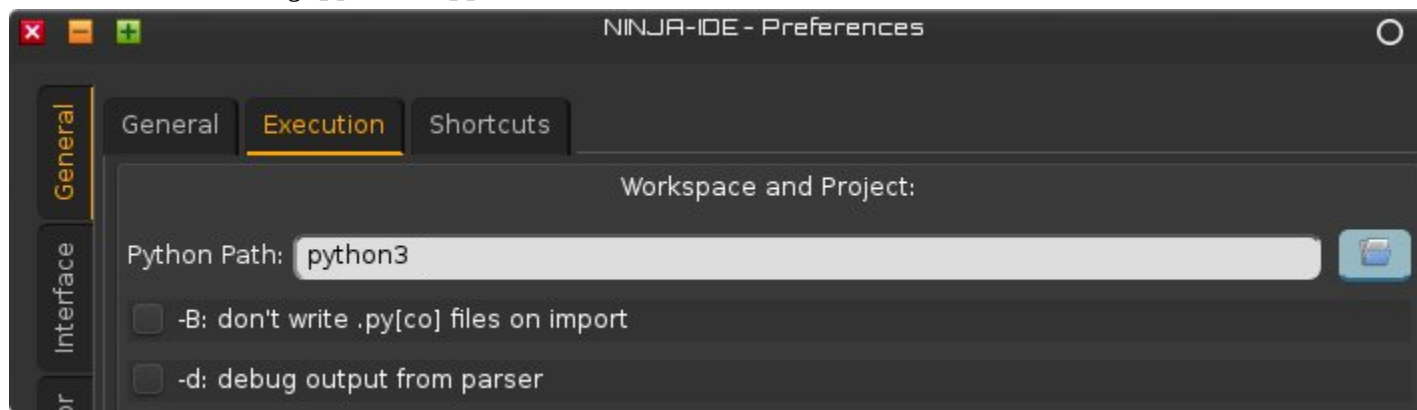 NINJA-IDE - Preferences
General
General Execution Shortcuts
Workspace and Project:
Interface
Python Path: python3
-B: don't write .py[co] files on import
-d: debug output from parser